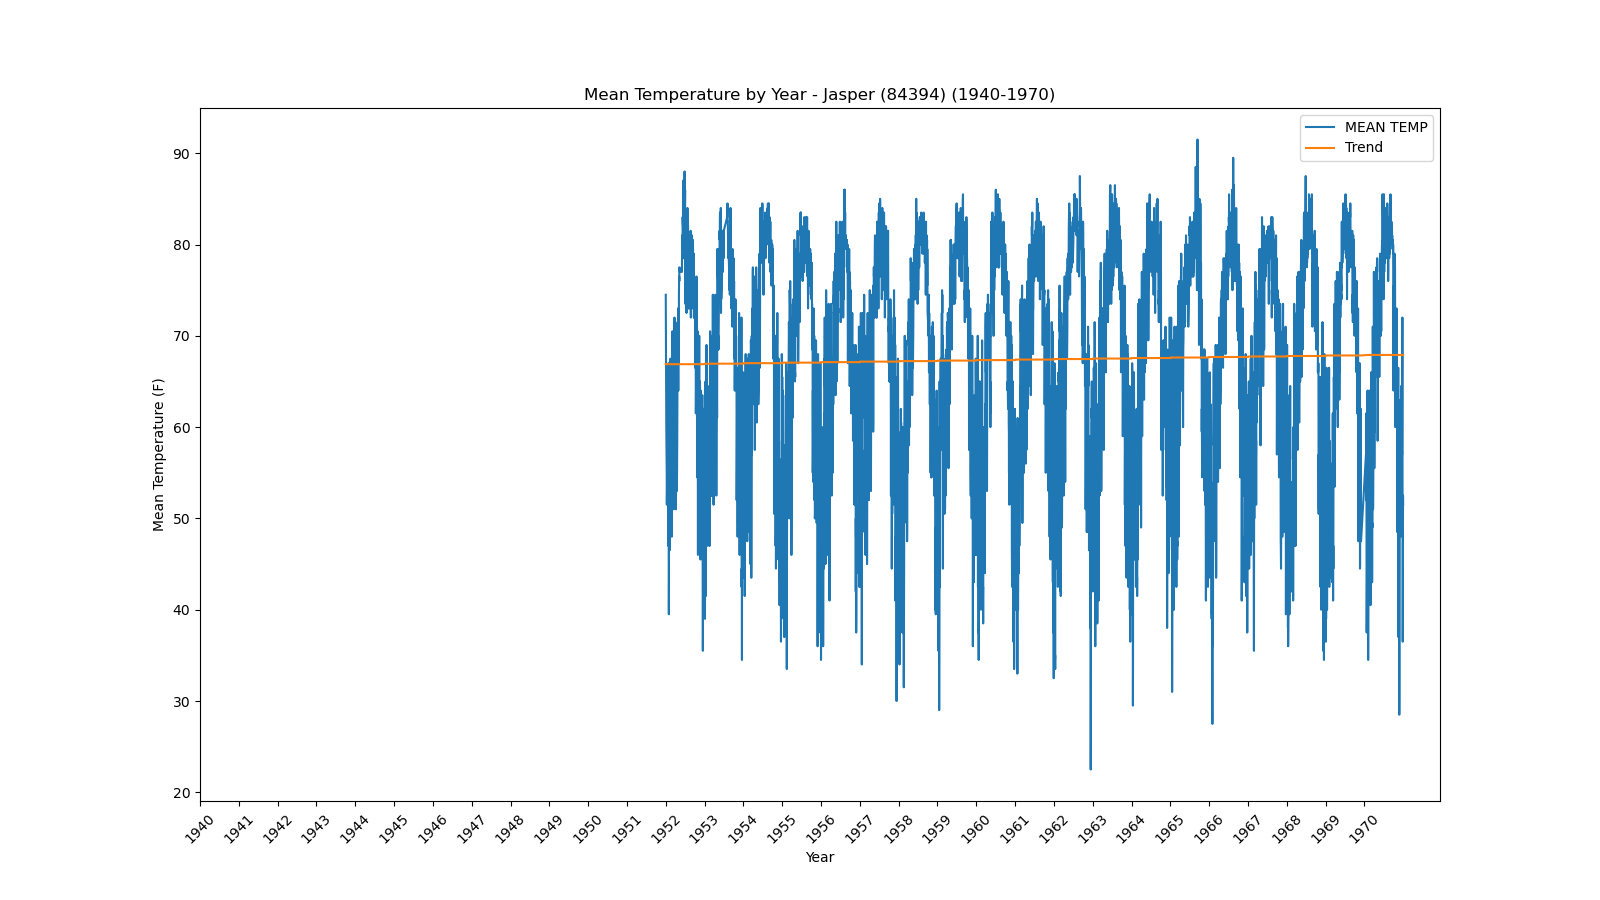 Mean Temperature by Year - Jasper (84394) (1940-1970)
MEAN TEMP
Trend
Mean Temperature (F)
90
80
70
60
50
40
30
20
1940 1941 1942 1943 1944 1945 1946 1947 1948 1949 1950 1951 1952 1953 1954 1955 1956 1957 1958 1959 1960 1961 1962 1963 1964 1965 1966 1967 1968 1969 1970
Year